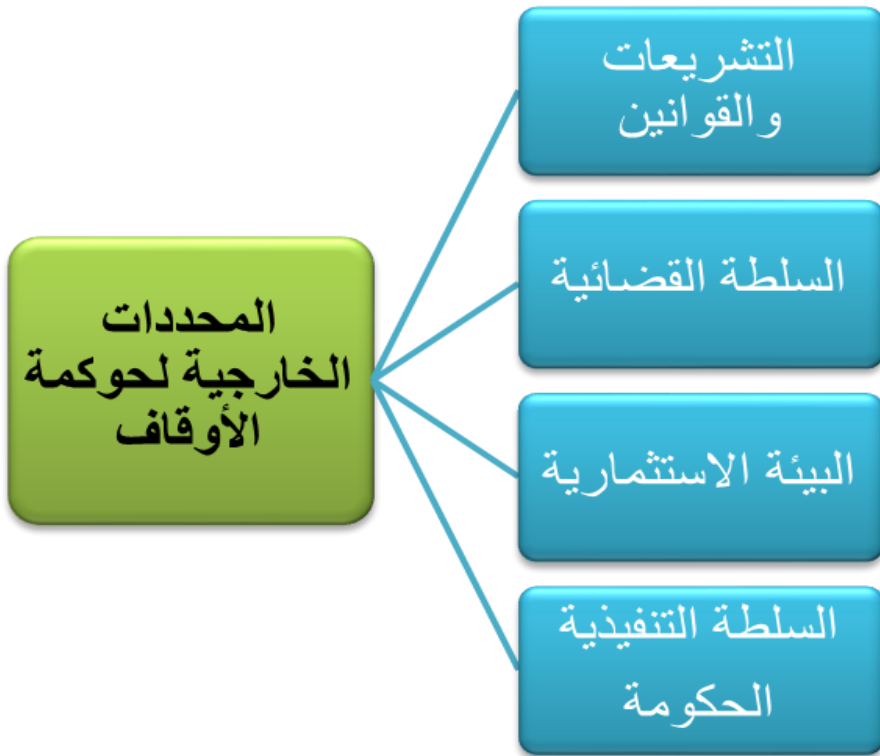 المحددات
الخارجية لحوكمة
الأوقاف
التشريعات
والقوانين
السلطة القضائية
البيئة الاستثمارية
السلطة التنفيذية
الحكومة